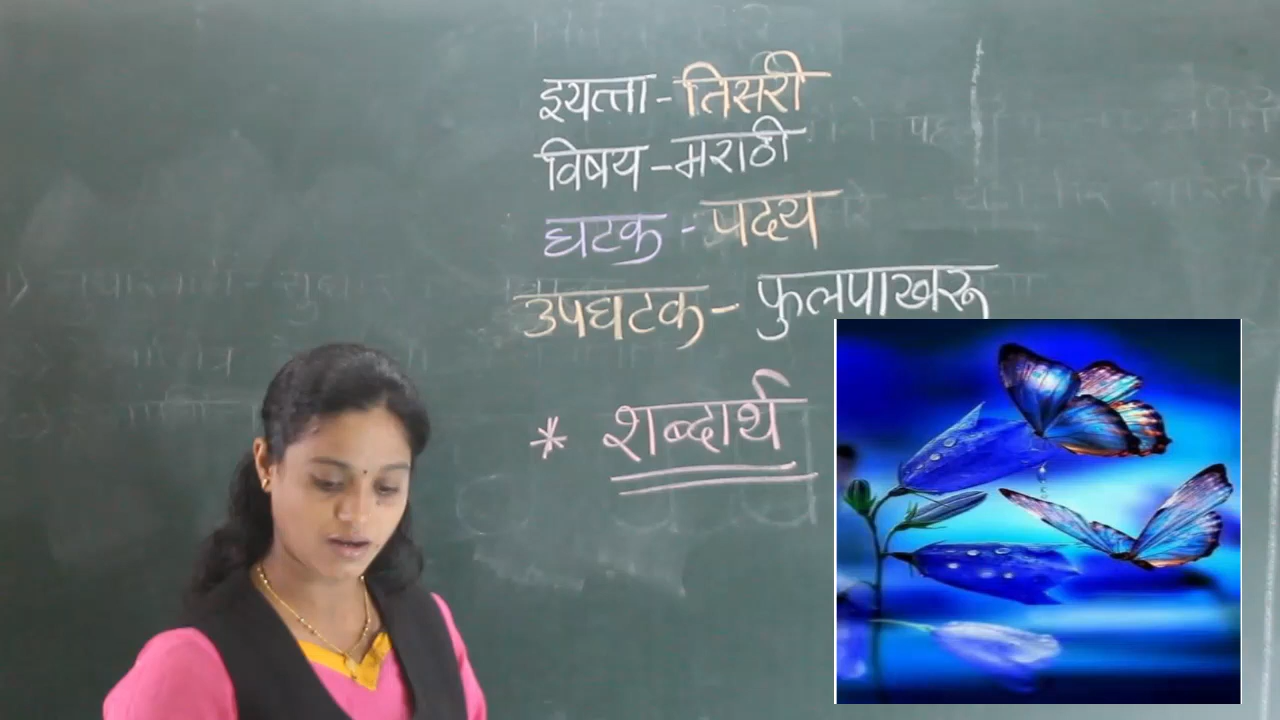 इयत्ता - तिसरी
विषय - मराठी
घटक - पद्य
उपघटक - फुलपाखरू
* शब्दार्थ